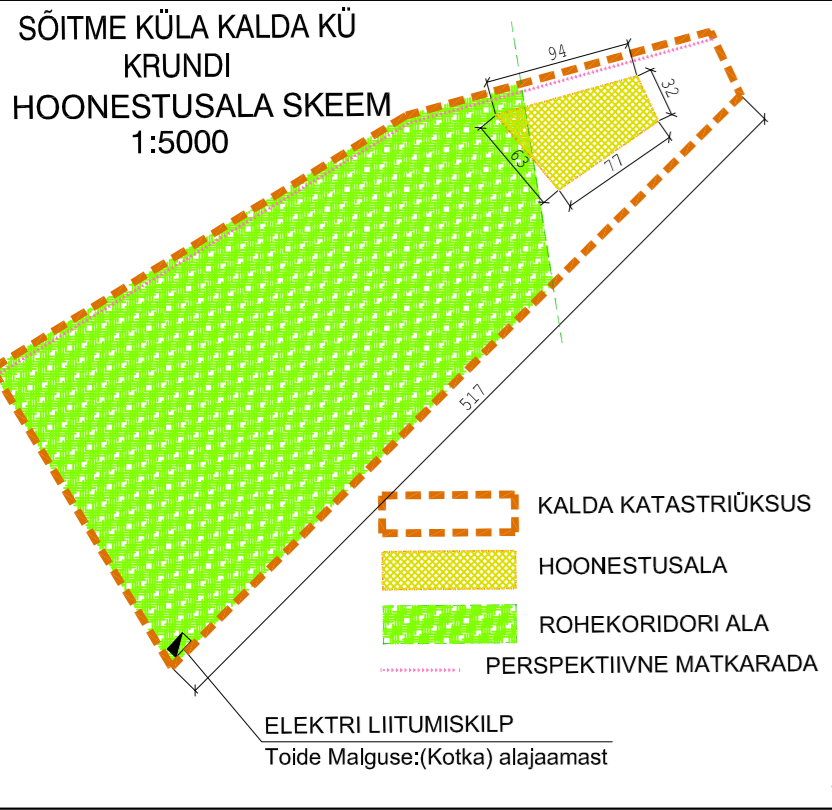 SÕITME KÜLA KALDA KÜ
KRUNDI
HOONESTUSALA SKEEM
1:5000
94
32
63
77
517
KALDA KATASTRIÜKSUS
HOONESTUSALA
ROHEKORIDORI ALA
PERSPEKTIIVNE MATKARADA
ELEKTRI LIITUMISKILP
Toide Malguse:(Kotka) alajaamast